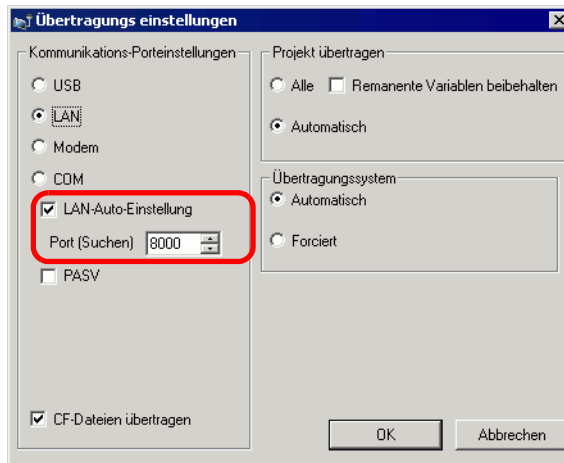 Übertragungs einstellungen
Kommunikations-Porteinstellungen
USB
LAN
Modem
COM
LAN-Auto-Einstellung
Port (Suchen) 8000
PASV
CF-Dateien übertragen
Projekt übertragen
Alle Remanente Variablen beibehalten
Automatisch
Übertragungssystem
Automatisch
Forciert
OK Abbrechen